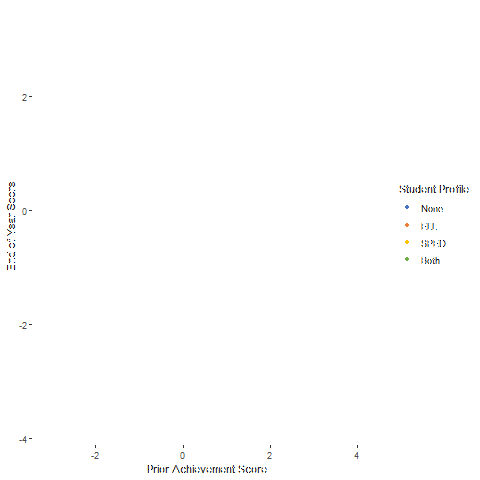 2
0
-2
-4
End of Year Score
-2 0 2 4
Prior Achievement Score
Student Profile
None
ELL
SPED
Both